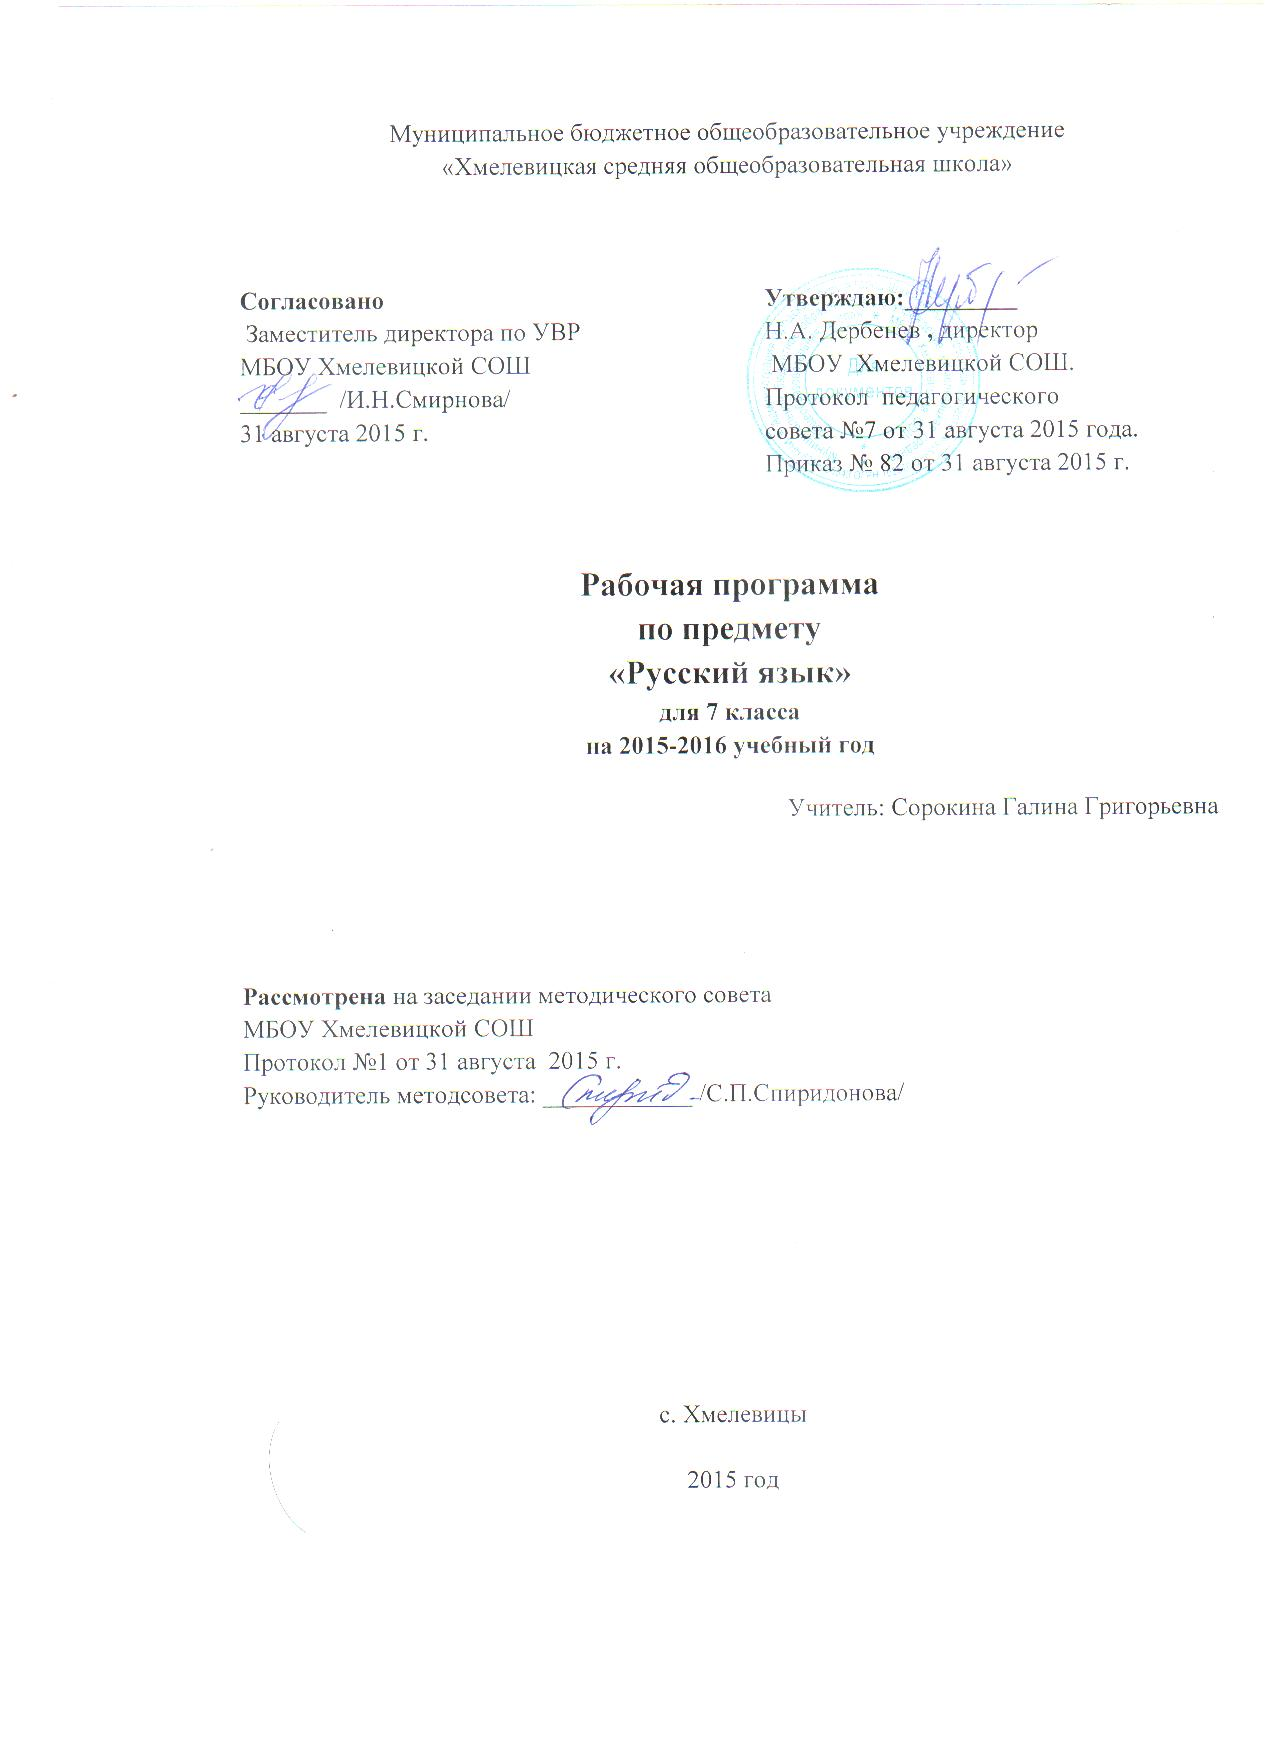 Муниципальное бюджетное общеобразовательное учреждение
«Хмелевицкая средняя общеобразовательная школа»
Согласовано
Заместитель директора по УВР
МБОУ Хмелевицкой СОШ
_______ /И.Н.Смирнова/
31 августа 2015 г.
Утверждаю:_________
Н.А. Дербенев , директор
МБОУ Хмелевицкой СОШ.
Протокол педагогического
совета №7 от 31 августа 2015 года.
Приказ № 82 от 31 августа 2015 г.
Рабочая программа
по предмету
«Русский язык»
для 7 класса
на 2015-2016 учебный год
Учитель: Сорокина Галина Григорьевна
Рассмотрена на заседании методического совета
МБОУ Хмелевицкой СОШ
Протокол №1 от 31 августа 2015 г.
Руководитель методсовета: ____________ /С.П.Спиридонова/
с. Хмелевицы
2015 год